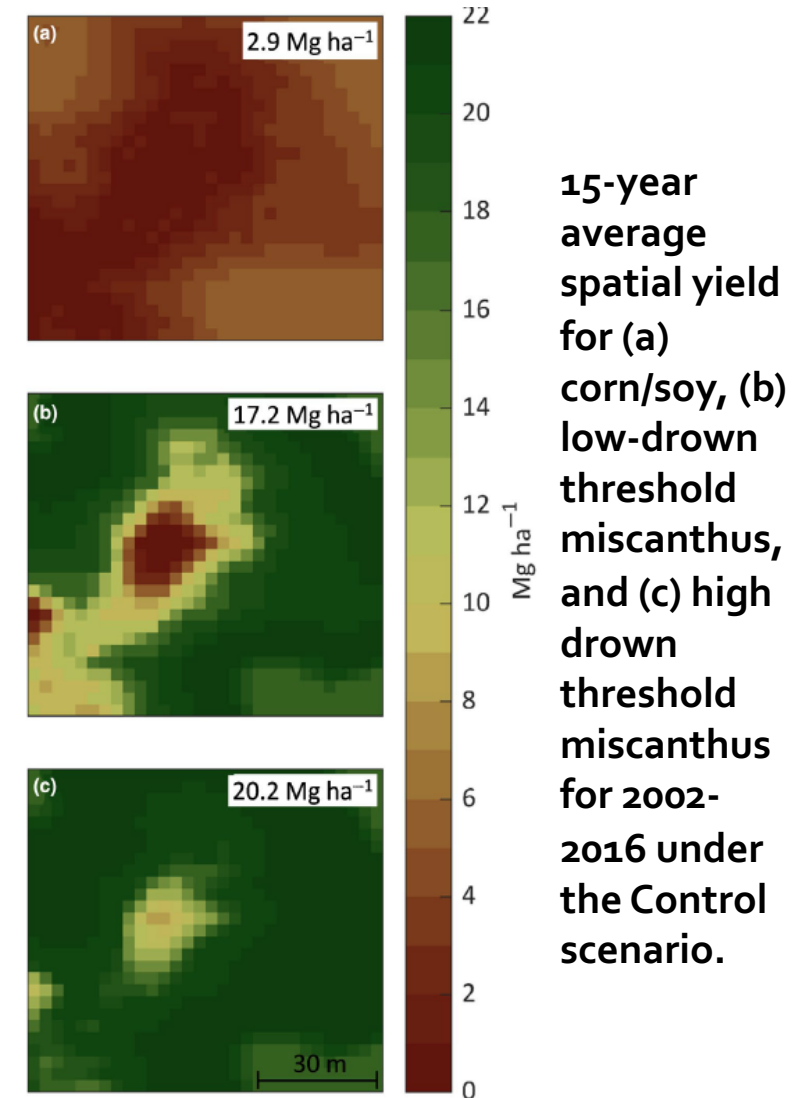 (a)
2.9 Mg ha⁻¹
(b)
17.2 Mg ha⁻¹
(c)
20.2 Mg ha⁻¹
30 m
22
20
18
16
14
12
10
8
6
4
2
0
Mg ha⁻¹
15-year
average
spatial yield
for (a)
corn/soy, (b)
low-drown
threshold
miscanthus,
and (c) high
drown
threshold
miscanthus
for 2002-
2016 under
the Control
scenario.